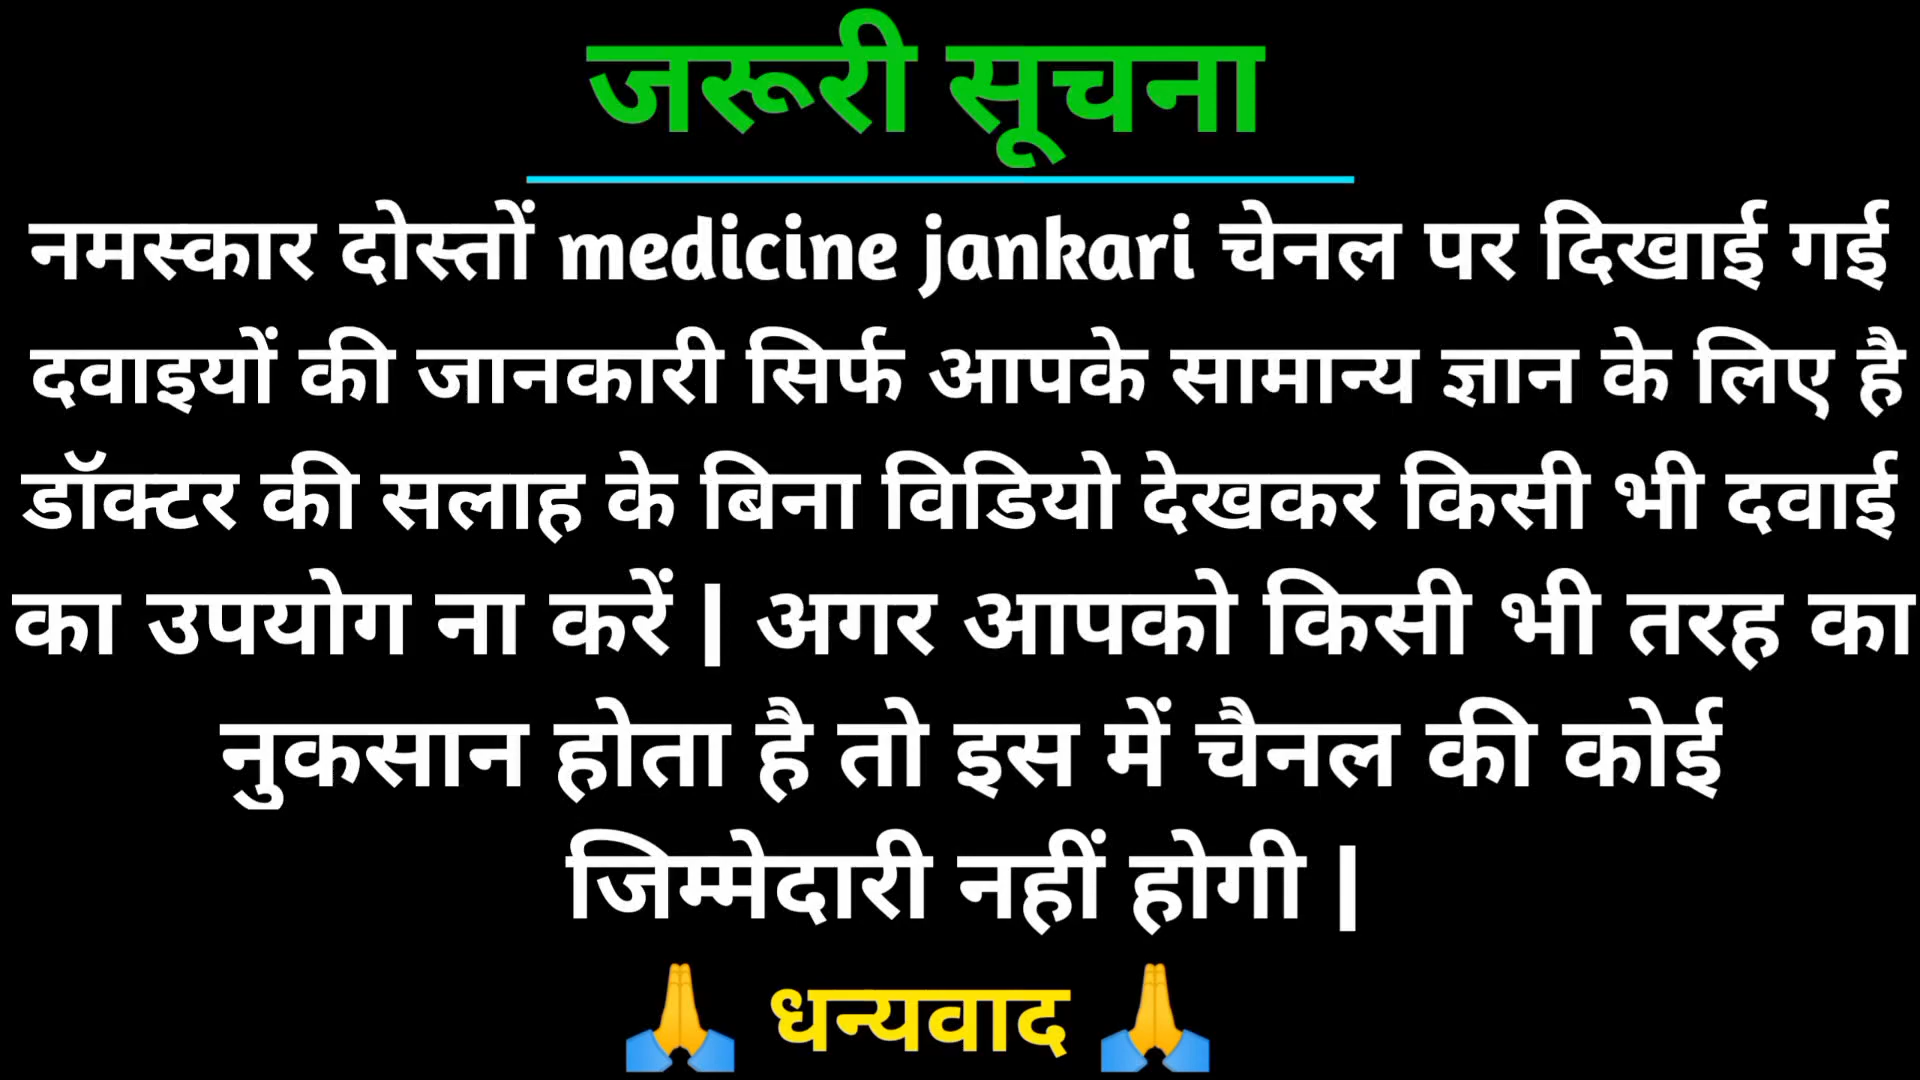 जरूरी सूचना
नमस्कार दोस्तों medicine jankari चेनल पर दिखाई गई
दवाइयों की जानकारी सिर्फ आपके सामान्य ज्ञान के लिए है
डॉक्टर की सलाह के बिना विडियो देखकर किसी भी दवाई
का उपयोग ना करें | अगर आपको किसी भी तरह का
नुकसान होता है तो इस में चैनल की कोई
जिम्मेदारी नहीं होगी |
🙏 धन्यवाद 🙏